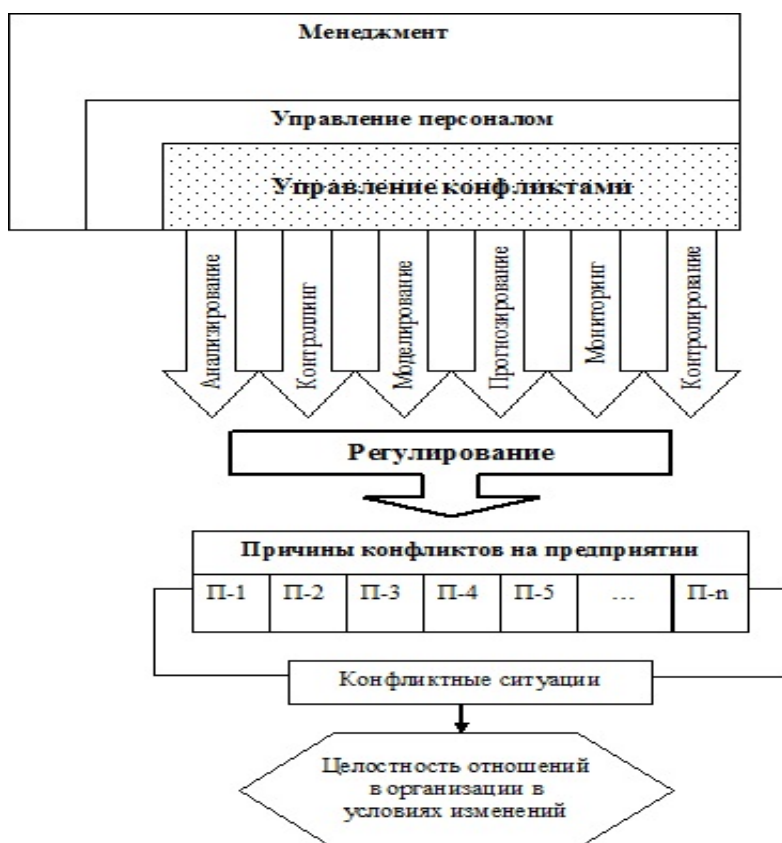 Менеджмент
Управление персоналом
Управление конфликтами
Анализирование
Контроллинг
Моделирование
Прогнозирование
Мониторинг
Контролирование
Регулирование
Причины конфликтов на предприятии
П-1 П-2 П-3 П-4 П-5 ... П-n
Конфликтные ситуации
Целостность отношений
в организации в
условиях изменений